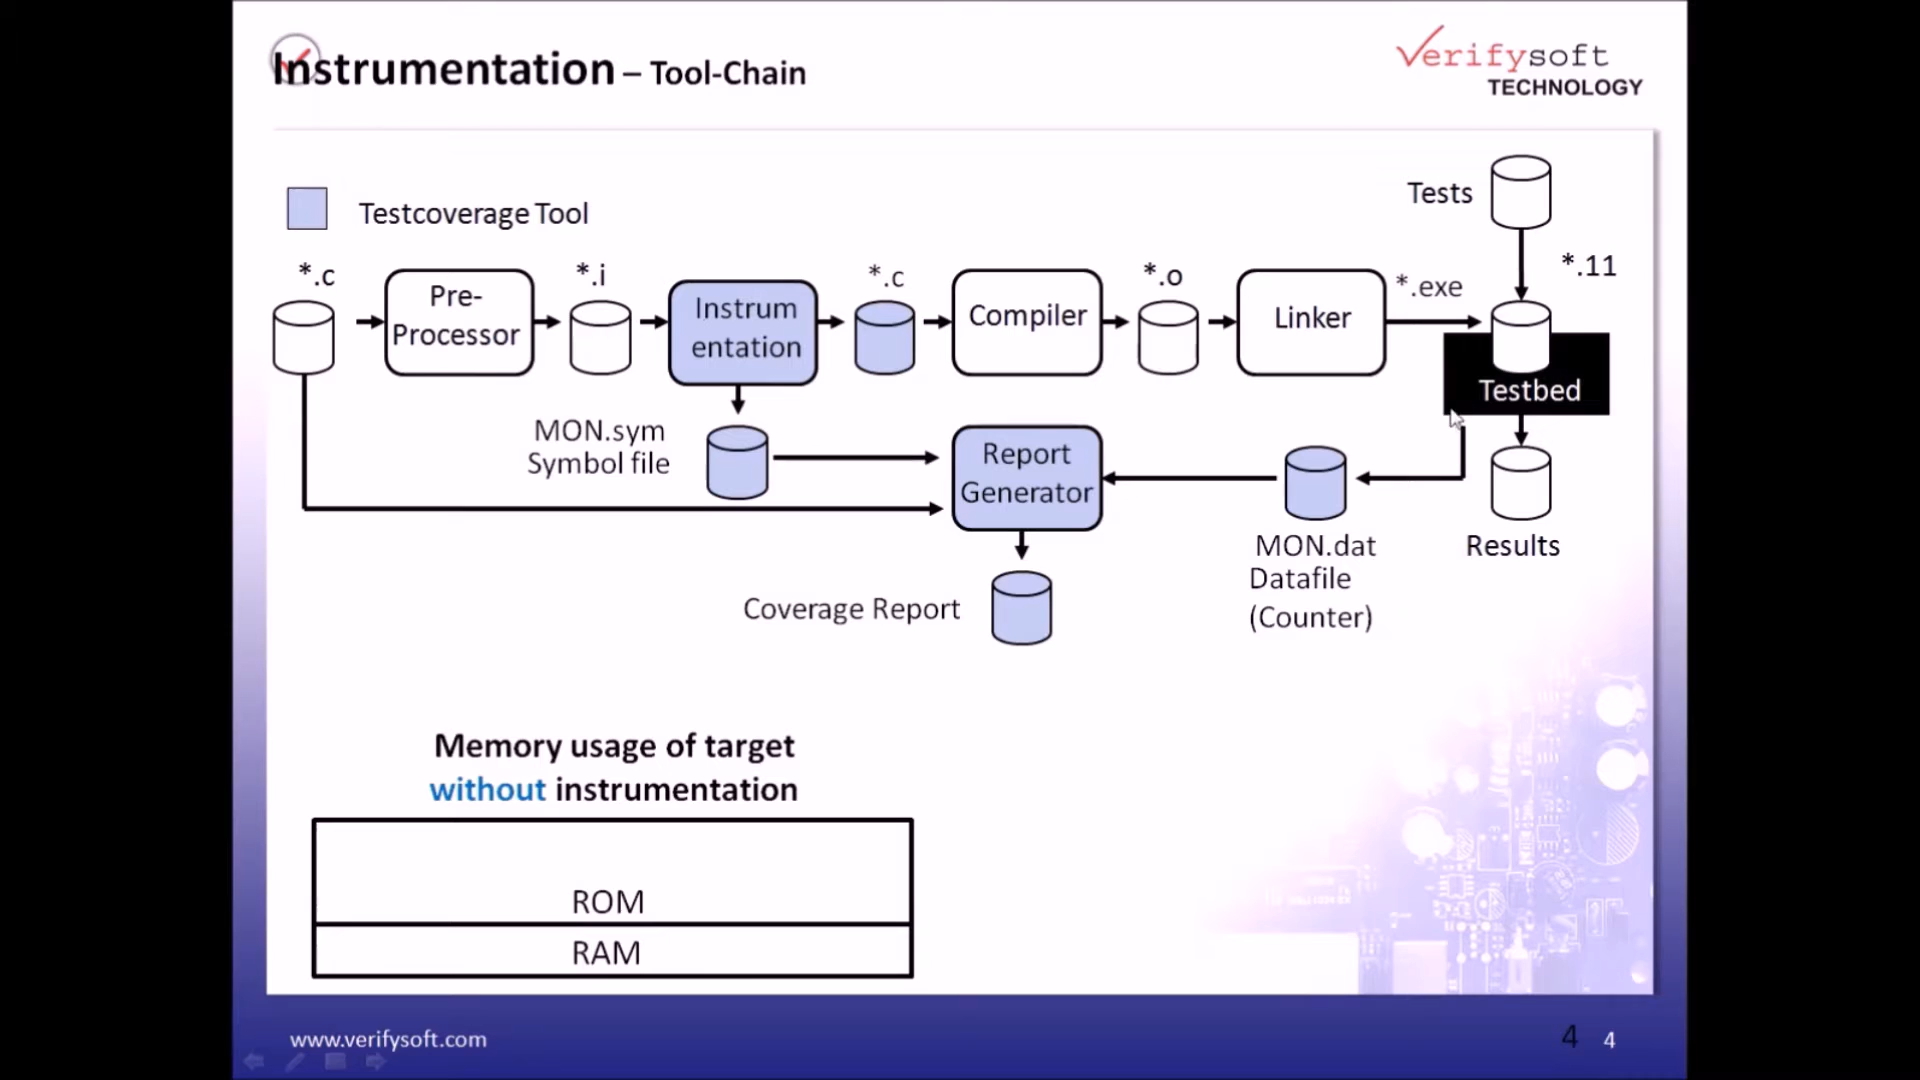 Instrumentation – Tool-Chain
Verifysoft
TECHNOLOGY
Testcoverage Tool
Tests
*.c
Pre-
Processor
*.i
Instrum
entation
*.c
Compiler
*.o
Linker
*.exe
*.11
Testbed
MON.sym
Symbol file
Report
Generator
MON.dat
Datafile
(Counter)
Results
Coverage Report
Memory usage of target
without instrumentation
ROM
RAM
www.verifysoft.com
4 4